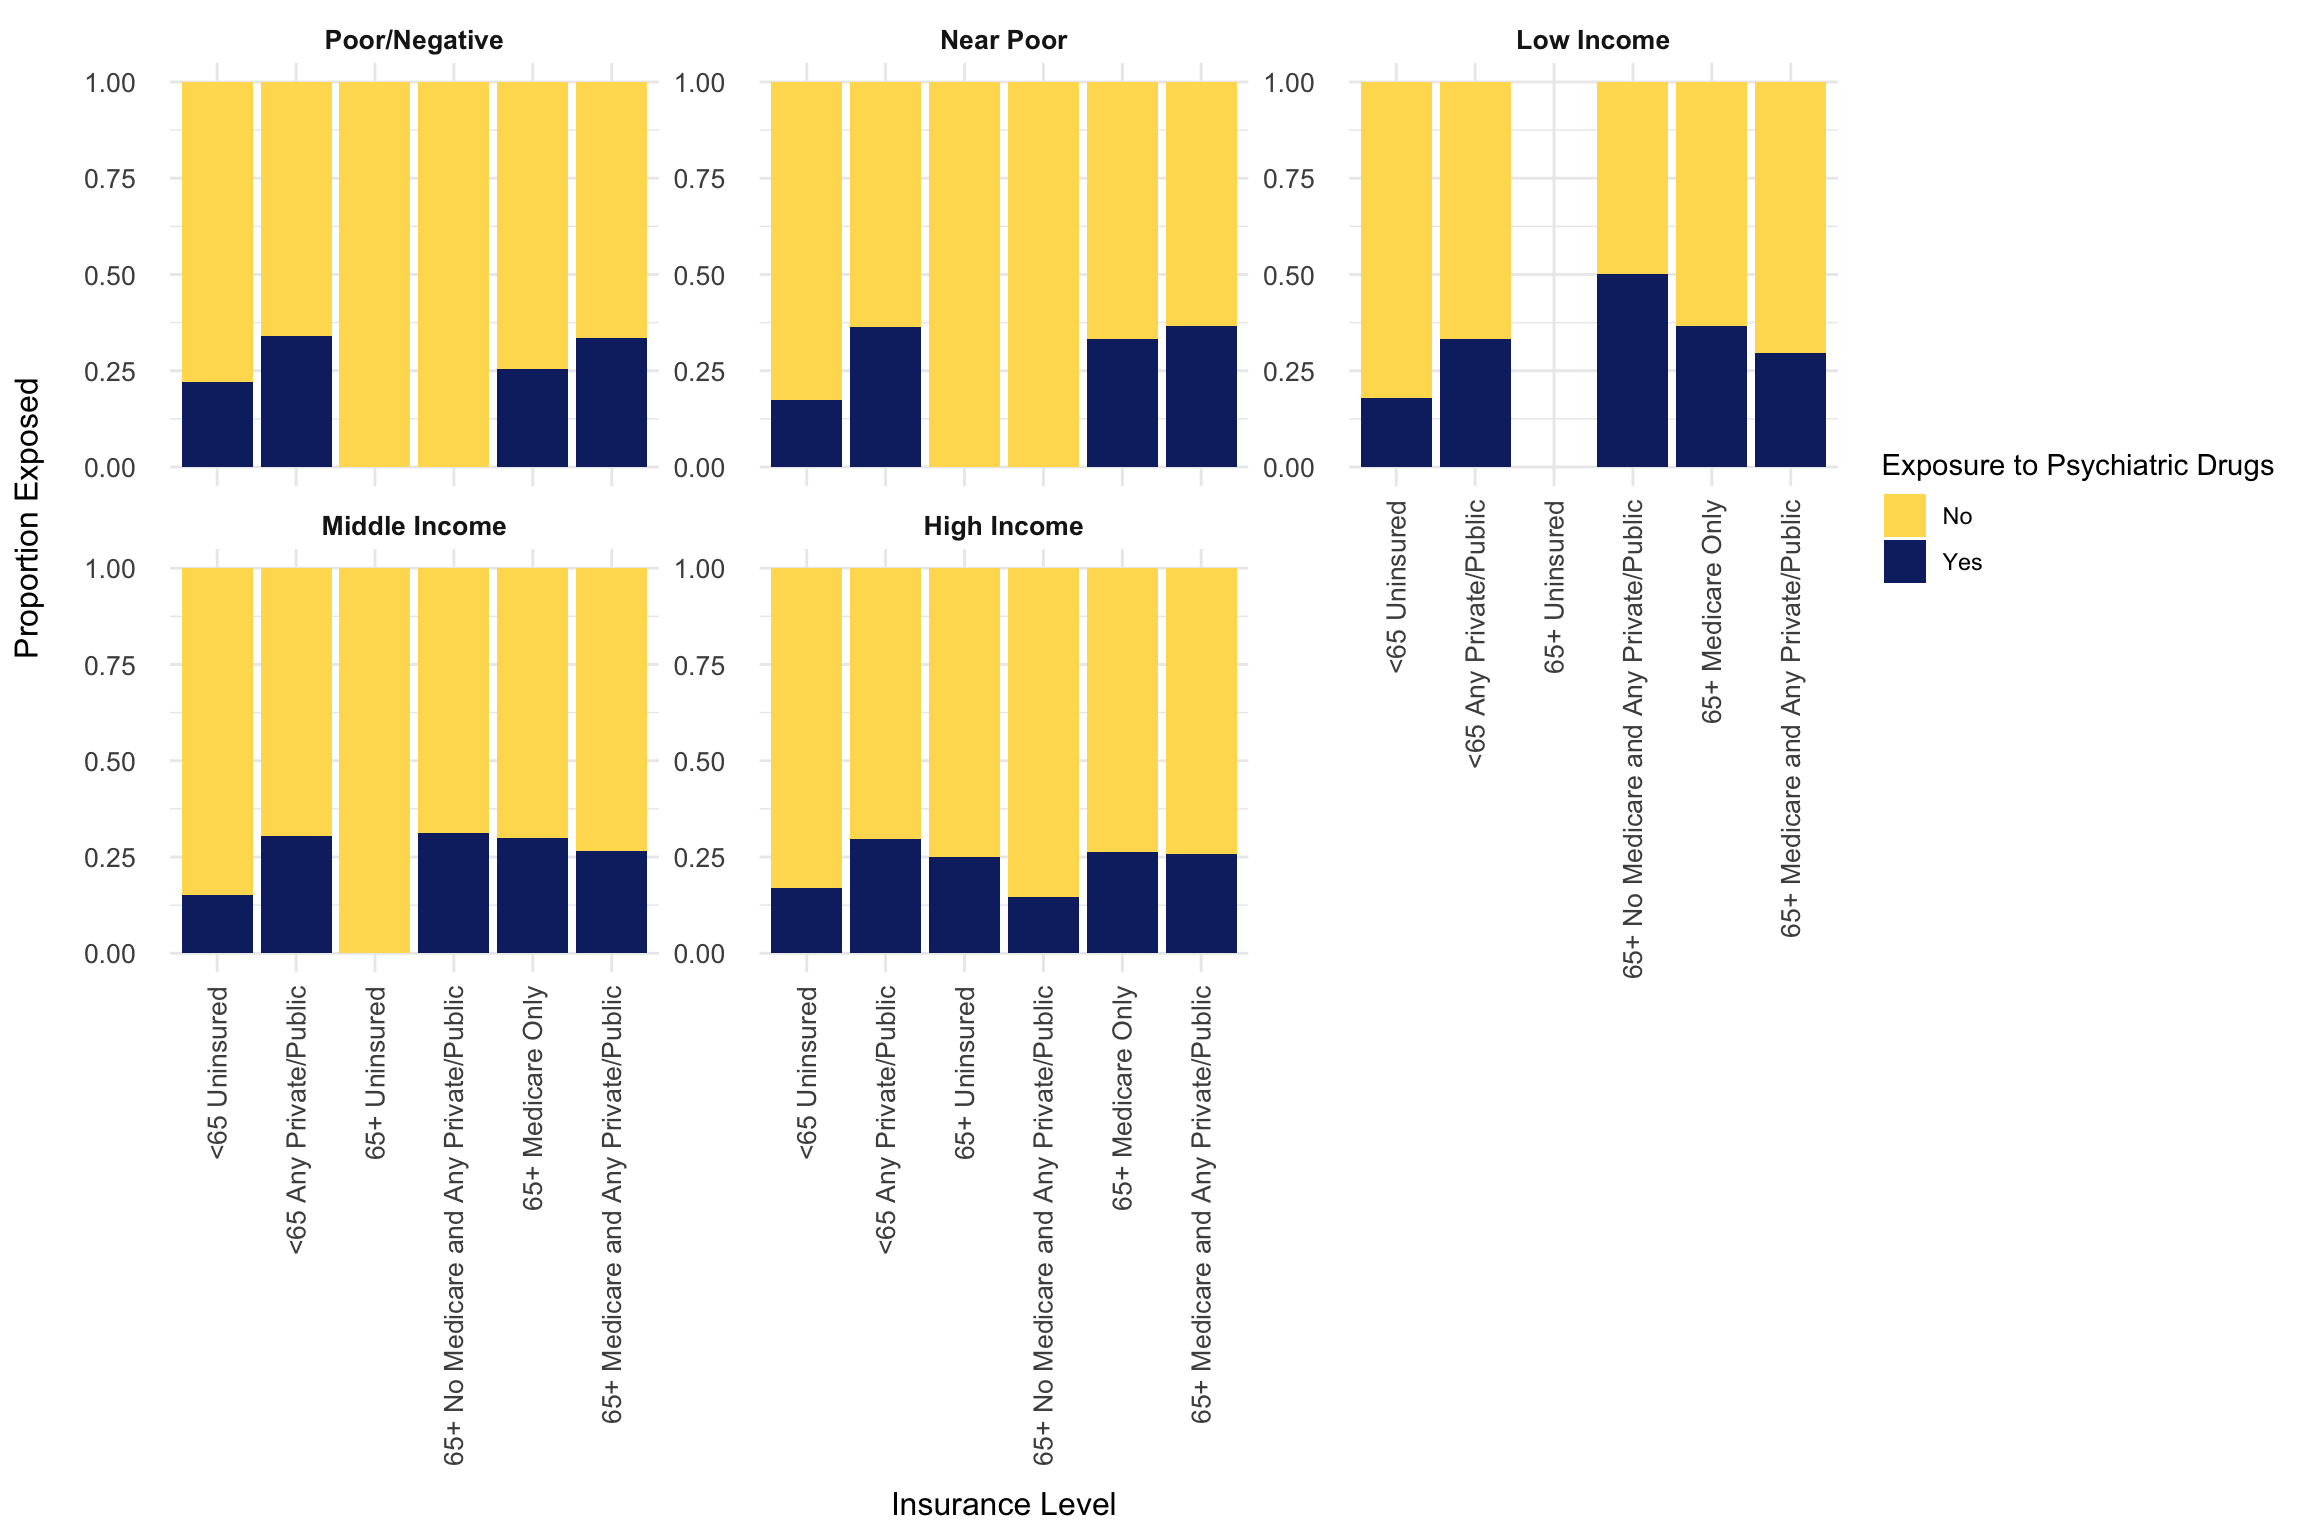 Poor/Negative
Near Poor
Low Income
1.00
0.75
0.50
0.25
0.00
1.00
0.75
0.50
0.25
0.00
1.00
0.75
0.50
0.25
0.00
<65 Uninsured
<65 Any Private/Public
65+ Uninsured
65+ No Medicare and Any Private/Public
65+ Medicare Only
65+ Medicare and Any Private/Public
Proportion Exposed
Exposure to Psychiatric Drugs
No
Yes
Middle Income
High Income
1.00
0.75
0.50
0.25
0.00
1.00
0.75
0.50
0.25
0.00
<65 Uninsured
<65 Any Private/Public
65+ Uninsured
65+ No Medicare and Any Private/Public
65+ Medicare Only
65+ Medicare and Any Private/Public
<65 Uninsured
<65 Any Private/Public
65+ Uninsured
65+ No Medicare and Any Private/Public
65+ Medicare Only
65+ Medicare and Any Private/Public
Insurance Level